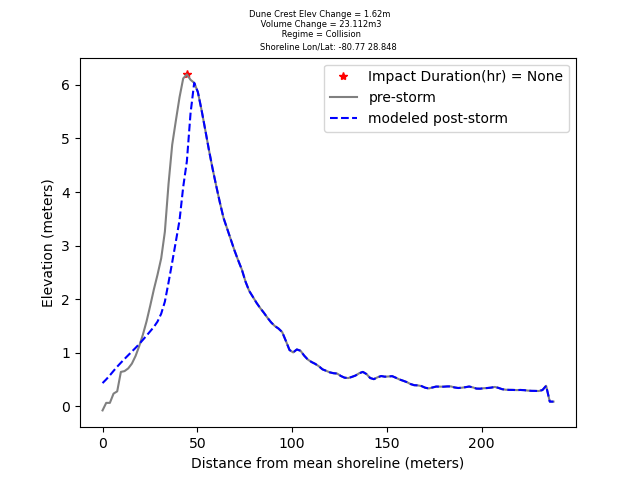 Dune Crest Elev Change = 1.62m
Volume Change = 23.112m3
Regime = Collision
Shoreline Lon/Lat: -80.77 28.848
Impact Duration(hr) = None
pre-storm
modeled post-storm
6
5
4
3
2
1
0
Elevation (meters)
0 50 100 150 200
Distance from mean shoreline (meters)